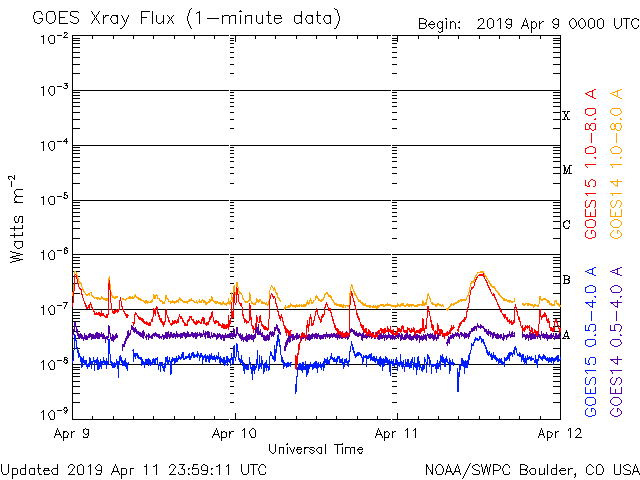 GOES Xray Flux (1-minute data)
Begin: 2019 Apr 9 0000 UTC
10⁻²
10⁻³
10⁻⁴
10⁻⁵
10⁻⁶
10⁻⁷
10⁻⁸
10⁻⁹
Watts m⁻²
X
M
C
B
A
GOES15 1.0-8.0 A
GOES14 1.0-8.0 A
GOES15 0.5-4.0 A
GOES14 0.5-4.0 A
Apr 9 Apr 10 Apr 11 Apr 12
Universal Time
Updated 2019 Apr 11 23:59:11 UTC
NOAA/SWPC Boulder, CO USA